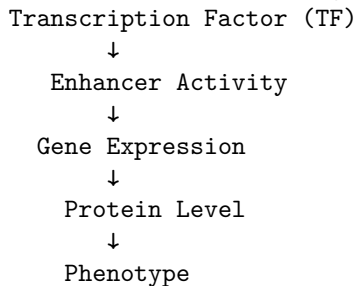 Transcription Factor (TF)
↓
Enhancer Activity
↓
Gene Expression
↓
Protein Level
↓
Phenotype